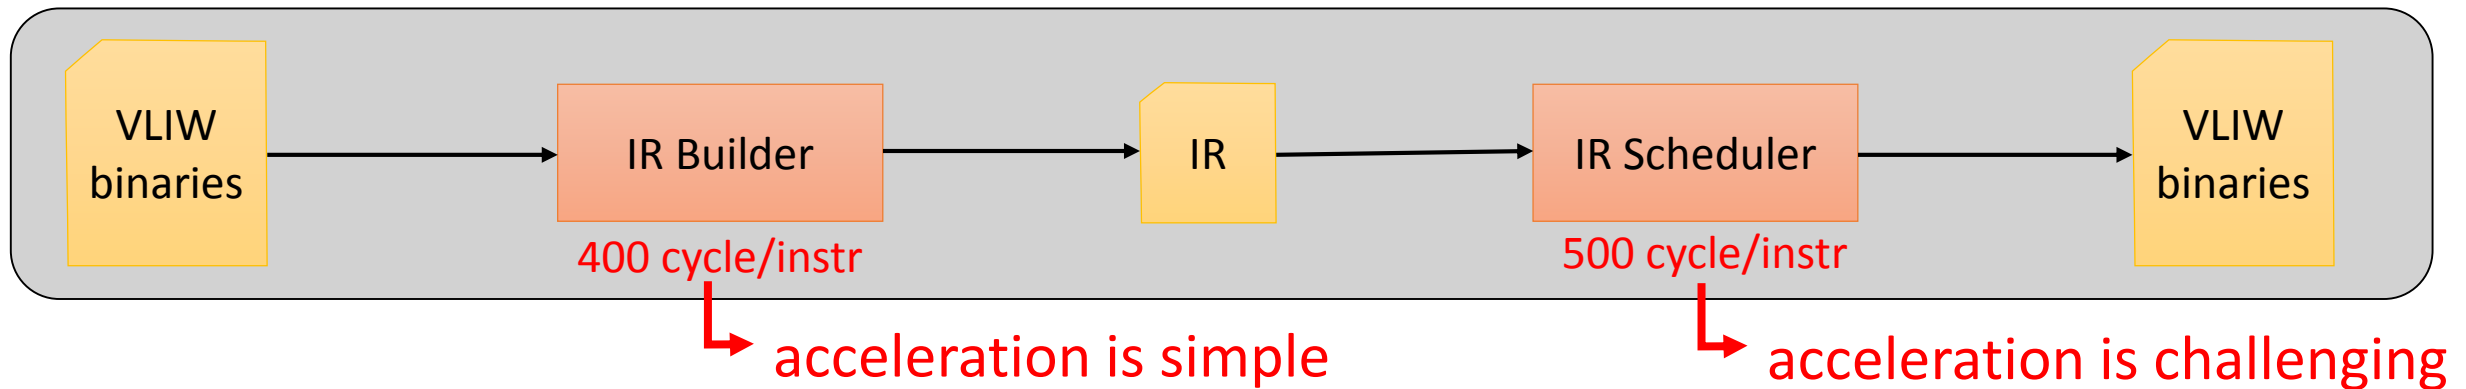 VLIW
binaries
IR Builder
IR
IR Scheduler
VLIW
binaries
400 cycle/instr
500 cycle/instr
acceleration is simple
acceleration is challenging